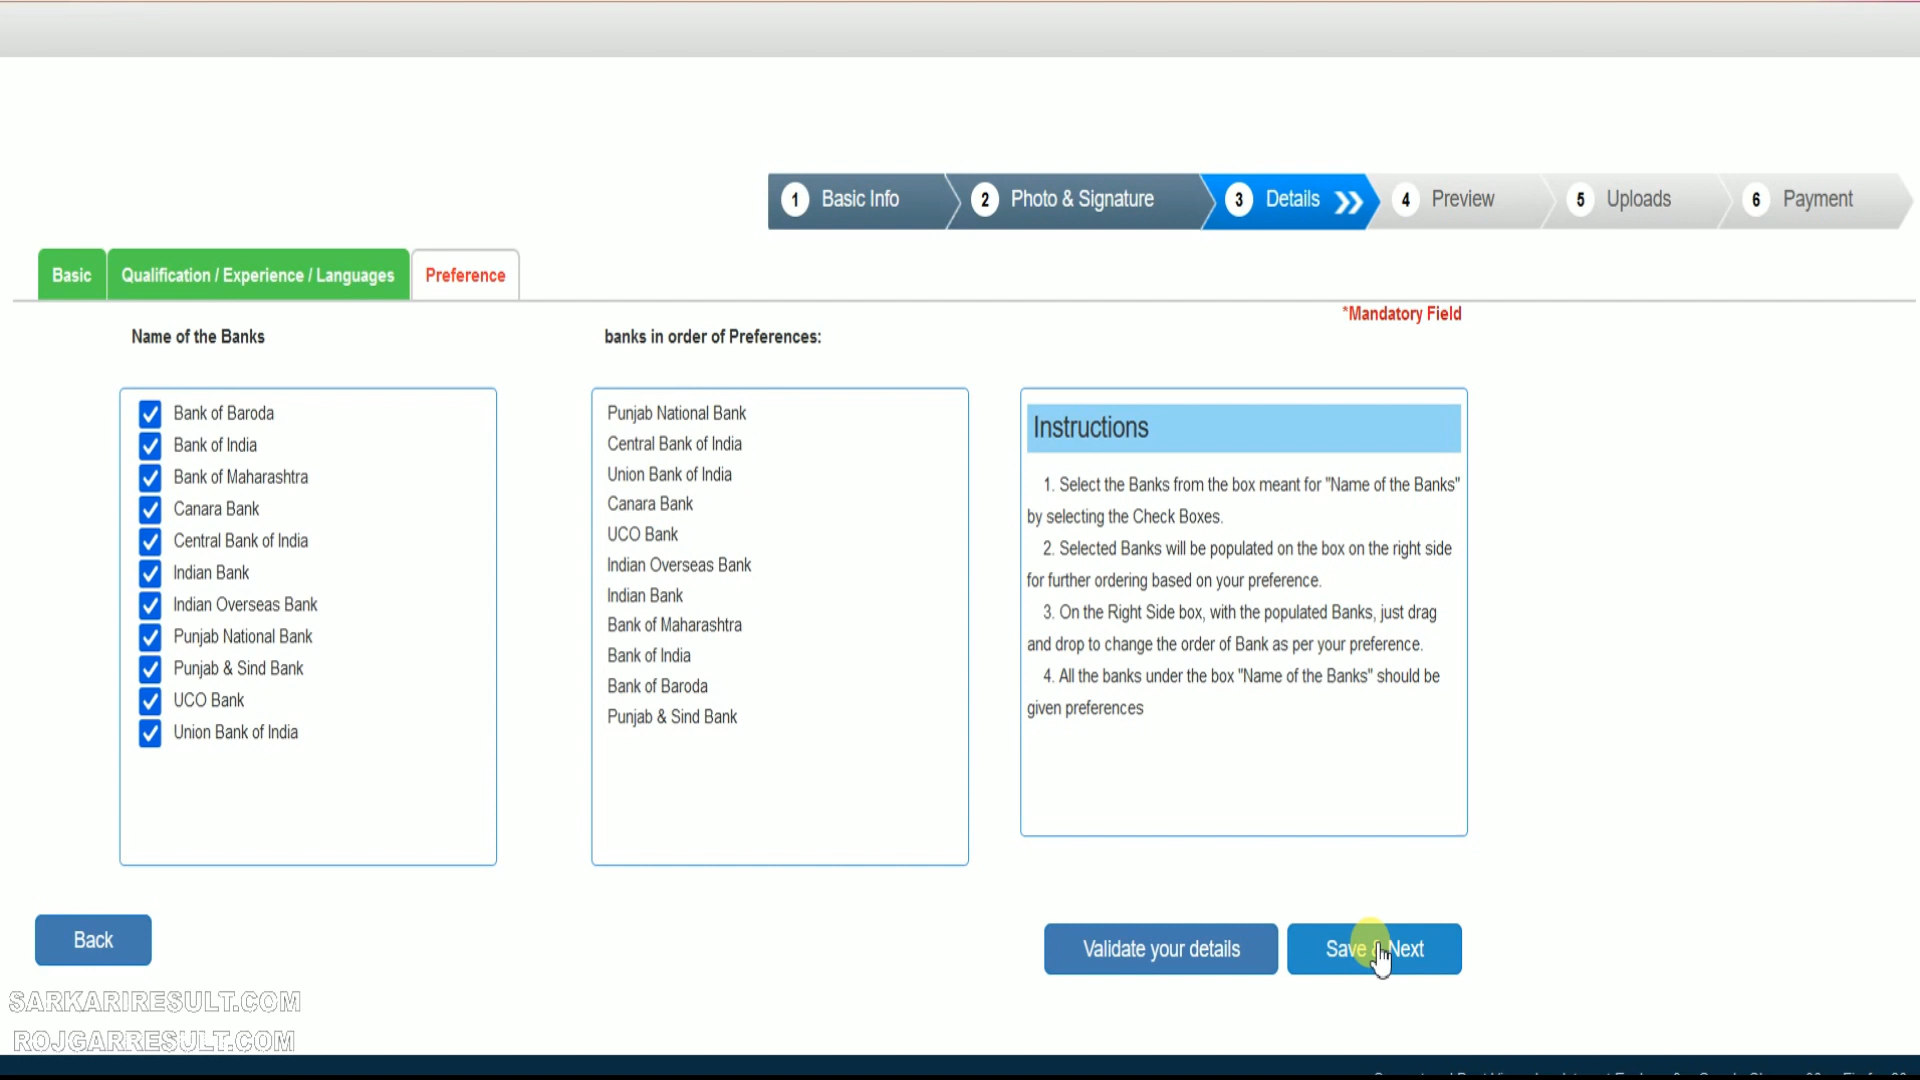 1 Basic Info 2 Photo & Signature 3 Details 4 Preview 5 Uploads 6 Payment
Basic Qualification / Experience / Languages Preference
*Mandatory Field
Name of the Banks
Bank of Baroda
Bank of India
Bank of Maharashtra
Canara Bank
Central Bank of India
Indian Bank
Indian Overseas Bank
Punjab National Bank
Punjab & Sind Bank
UCO Bank
Union Bank of India
banks in order of Preferences:
Punjab National Bank
Central Bank of India
Union Bank of India
Canara Bank
UCO Bank
Indian Overseas Bank
Indian Bank
Bank of Maharashtra
Bank of India
Bank of Baroda
Punjab & Sind Bank
Instructions
1. Select the Banks from the box meant for "Name of the Banks"
by selecting the Check Boxes.
2. Selected Banks will be populated on the box on the right side
for further ordering based on your preference.
3. On the Right Side box, with the populated Banks, just drag
and drop to change the order of Bank as per your preference.
4. All the banks under the box "Name of the Banks" should be
given preferences
Back
Validate your details
Save & Next
SARKARIRESULT.COM
ROJGARRESULT.COM